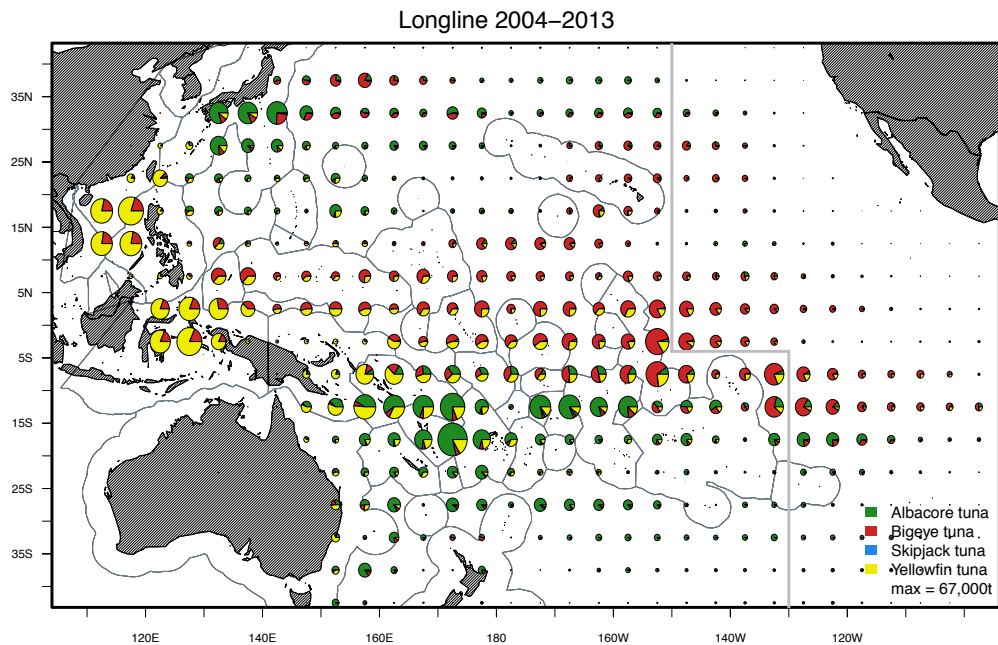 Longline 2004−2013
35N
25N
15N
5N
5S
15S
25S
35S
Albacore tuna
Bigeye tuna
Skipjack tuna
Yellowfin tuna
max = 67,000t
120E 140E 160E 180 160W 140W 120W